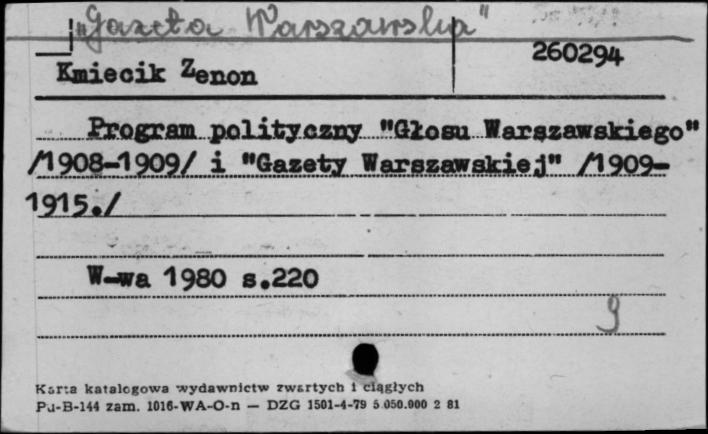 "Gazeta Warszawska"
260294
Kmiecik Zenon
Program polityczny "Głosu Warszawskiego"
/1908-1909/ i "Gazety Warszawskiej" /1909-
1915./
W-wa 1980 s.220
9
Karta katalogowa wydawnictw zwartych i ciągłych
Pu-B-144 zam. 1016-WA-O-n — DZG 1501-4-79 5.050.000 2 81